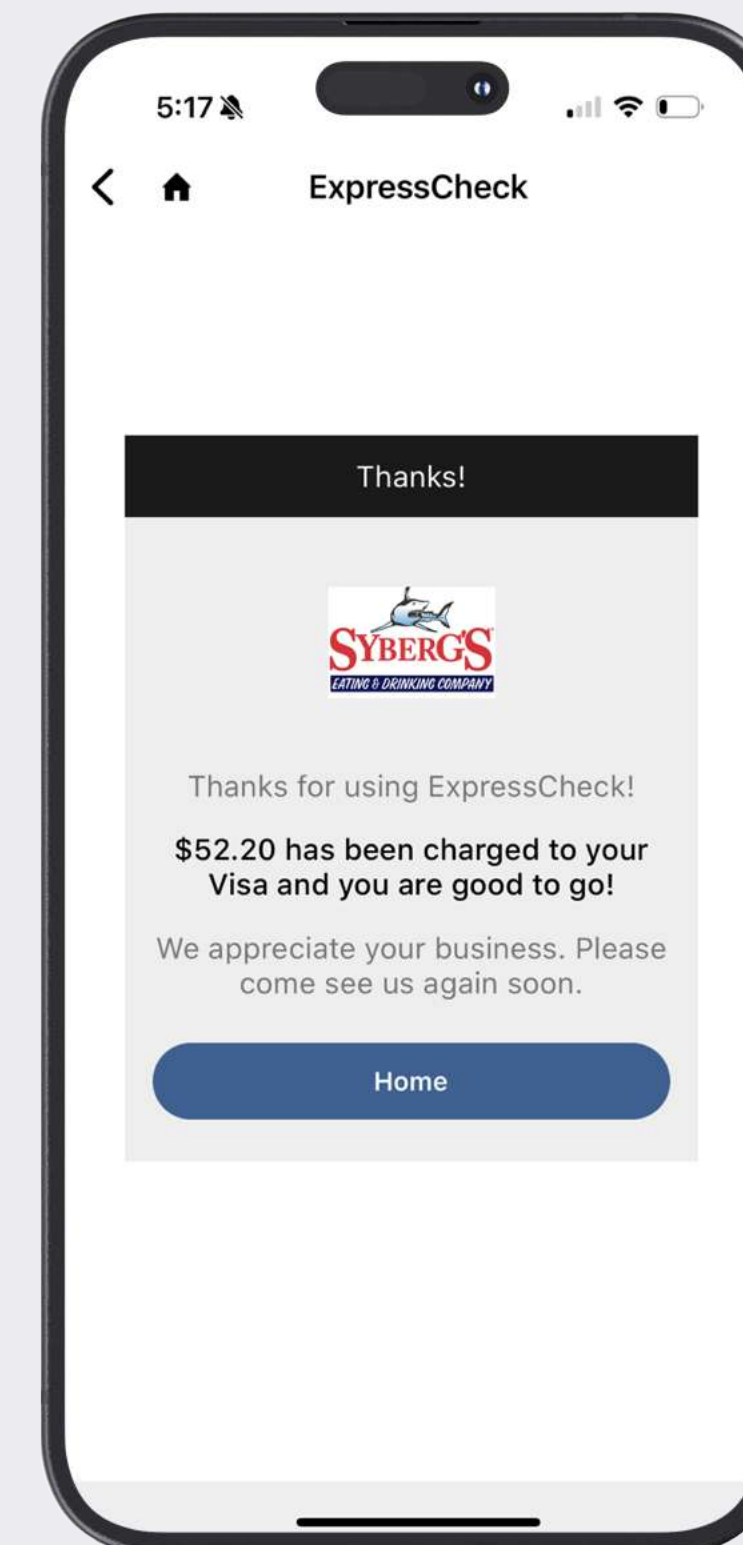 5:17
ExpressCheck
Thanks!
SYBERG'S
EATING & DRINKING COMPANY
Thanks for using ExpressCheck!
$52.20 has been charged to your
Visa and you are good to go!
We appreciate your business. Please
come see us again soon.
Home